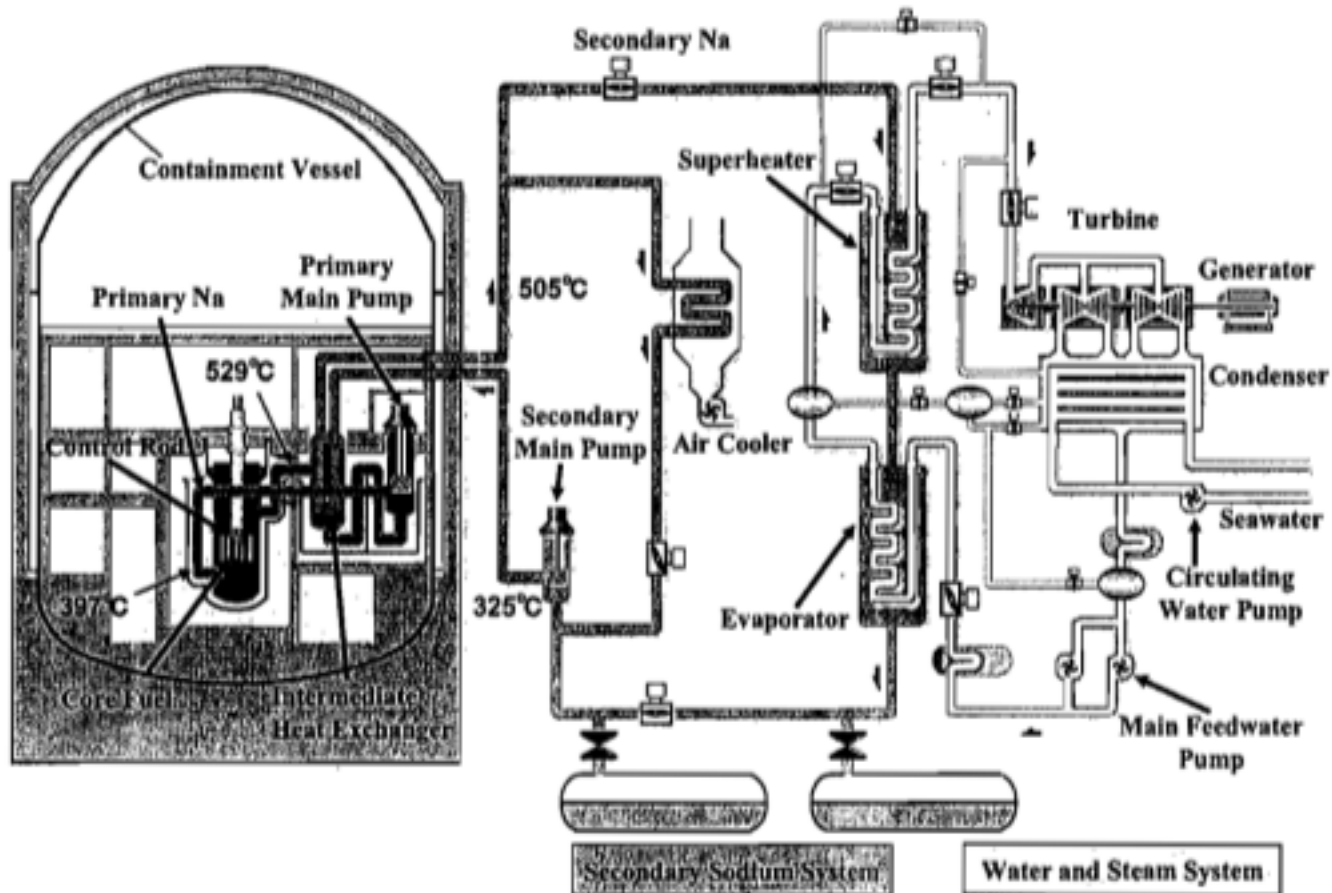 Secondary Na
Containment Vessel
Superheater
Turbine
Primary
Main Pump
Generator
Primary Na
505°C
529°C
Condenser
Secondary
Main Pump
Air Cooler
Control Rod
Seawater
397°C
325°C
Circulating
Water Pump
Evaporator
Core Fuel
Intermediate
Heat Exchanger
Main Feedwater
Pump
Secondary Sodium System
Water and Steam System